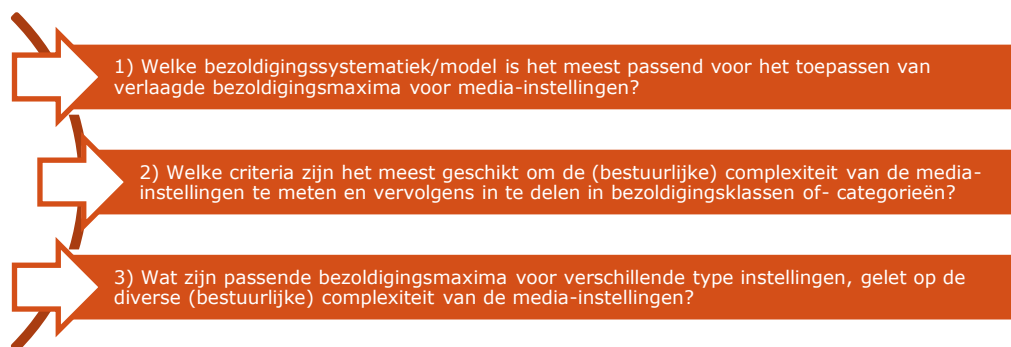 1) Welke bezoldigingssystematiek/model is het meest passend voor het toepassen van
verlaagde bezoldigingsmaxima voor media-instellingen?
2) Welke criteria zijn het meest geschikt om de (bestuurlijke) complexiteit van de media-
instellingen te meten en vervolgens in te delen in bezoldigingsklassen of- categorieën?
3) Wat zijn passende bezoldigingsmaxima voor verschillende type instellingen, gelet op de
diverse (bestuurlijke) complexiteit van de media-instellingen?